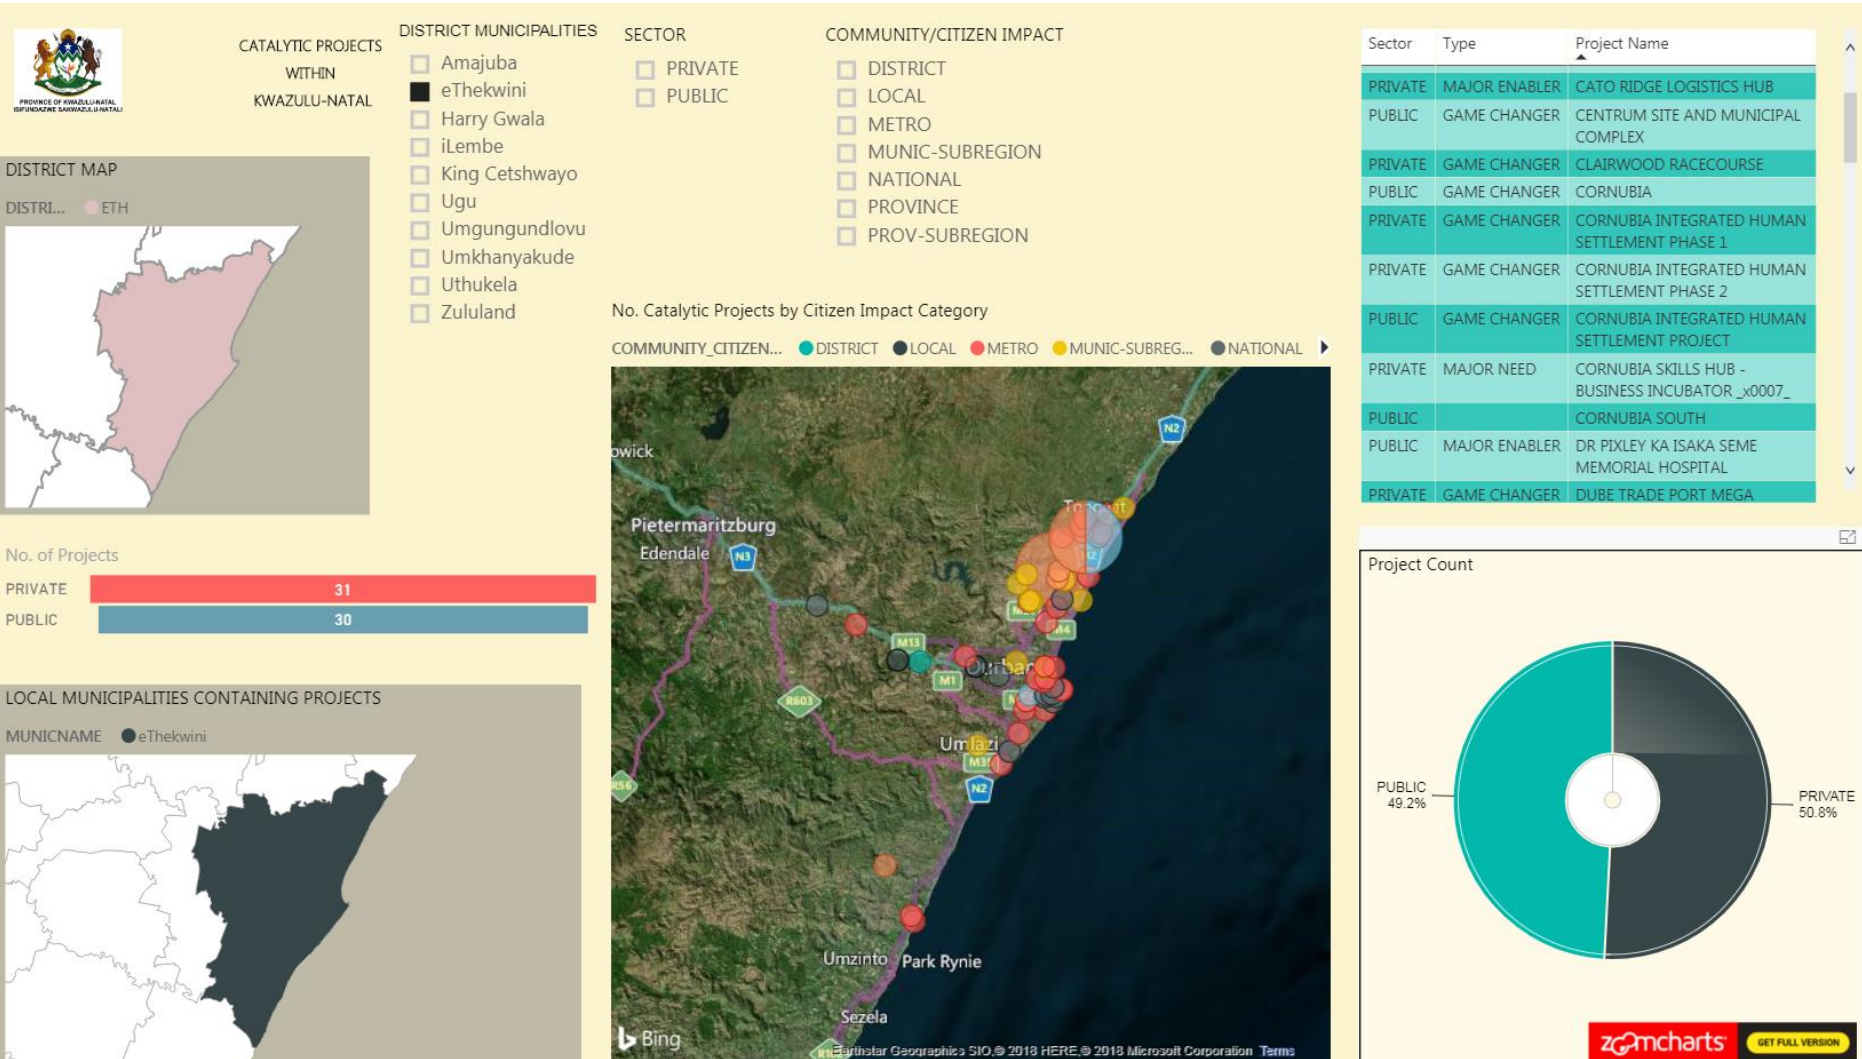 PROVINCE OF KWAZULU-NATAL
ISIFUNDAZWE SAKWAZULU-NATALI
CATALYTIC PROJECTS
WITHIN
KWAZULU-NATAL
DISTRICT MUNICIPALITIES
Amajuba
eThekwini
Harry Gwala
iLembe
King Cetshwayo
Ugu
Umgungundlovu
Umkhanyakude
Uthukela
Zululand
SECTOR
PRIVATE
PUBLIC
COMMUNITY/CITIZEN IMPACT
DISTRICT
LOCAL
METRO
MUNIC-SUBREGION
NATIONAL
PROVINCE
PROV-SUBREGION
DISTRICT MAP
DISTRI... ETH
No. of Projects
PRIVATE 31
PUBLIC 30
LOCAL MUNICIPALITIES CONTAINING PROJECTS
MUNICNAME eThekwini
No. Catalytic Projects by Citizen Impact Category
COMMUNITY_CITIZEN... DISTRICT LOCAL METRO MUNIC-SUBREG... NATIONAL
N2
owick
Pietermaritzburg
Edendale N3
M4
M13
Durban
M1
R603
Umlazi
N2
R56
Umzinto Park Rynie
Sezela
Bing
Earthstar Geographics SIO,© 2018 HERE,© 2018 Microsoft Corporation Terms
Sector Type Project Name
PRIVATE MAJOR ENABLER CATO RIDGE LOGISTICS HUB
PUBLIC GAME CHANGER CENTRUM SITE AND MUNICIPAL
COMPLEX
PRIVATE GAME CHANGER CLAIRWOOD RACECOURSE
PUBLIC GAME CHANGER CORNUBIA
PRIVATE GAME CHANGER CORNUBIA INTEGRATED HUMAN
SETTLEMENT PHASE 1
PRIVATE GAME CHANGER CORNUBIA INTEGRATED HUMAN
SETTLEMENT PHASE 2
PUBLIC GAME CHANGER CORNUBIA INTEGRATED HUMAN
SETTLEMENT PROJECT
PRIVATE MAJOR NEED CORNUBIA SKILLS HUB -
BUSINESS INCUBATOR _x0007_
PUBLIC CORNUBIA SOUTH
PUBLIC MAJOR ENABLER DR PIXLEY KA ISAKA SEME
MEMORIAL HOSPITAL
PRIVATE GAME CHANGER DUBE TRADE PORT MEGA
Project Count
PUBLIC
49.2%
PRIVATE
50.8%
zoomcharts GET FULL VERSION